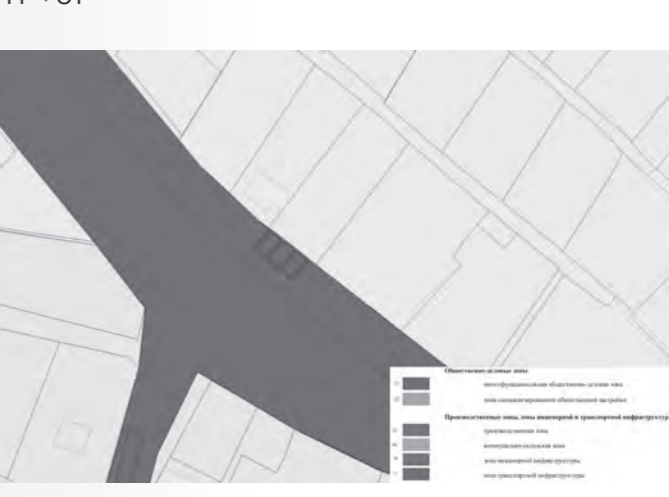 Общественно-деловые зоны
многофункциональная общественно-деловая зона
зона специализированной общественной застройки
Производственные зоны, зоны инженерной и транспортной инфраструктур
производственная зона
коммунально-складская зона
зона инженерной инфраструктуры
зона транспортной инфраструктуры